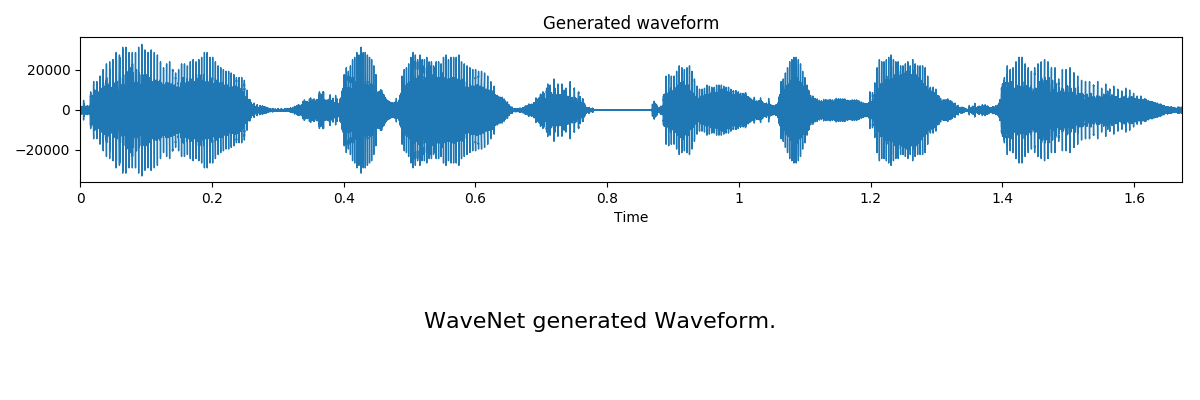 Generated waveform
20000
0
−20000
0 0.2 0.4 0.6 0.8 1 1.2 1.4 1.6
Time
WaveNet generated Waveform.